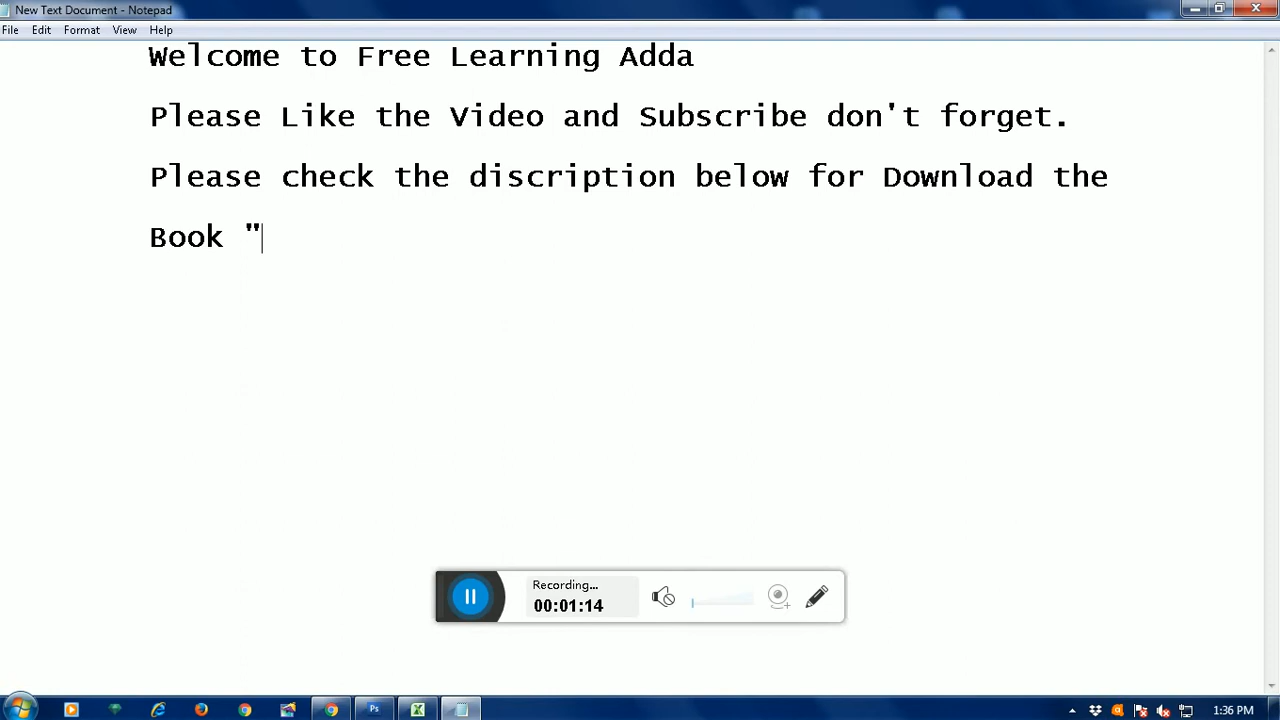 New Text Document - Notepad
File Edit Format View Help
Welcome to Free Learning Adda
Please Like the Video and Subscribe don't forget.
Please check the discription below for Download the
Book "
Recording...
00:01:14
1:36 PM